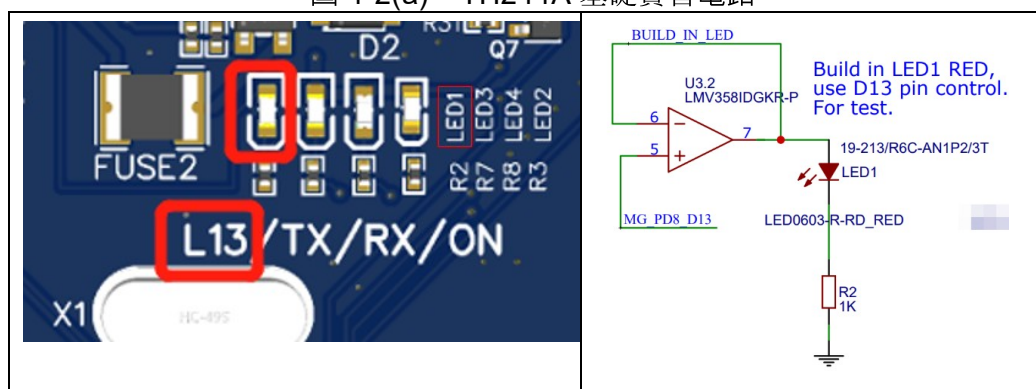 D2
Q7
FUSE2
LED1
LED3
LED4
LED2
R2
R7
R8
R3
L13/TX/RX/ON
X1
HC-49S
BUILD_IN_LED
U3.2
LMV358IDGKR-P
6
7
5
Build in LED1 RED,
use D13 pin control.
For test.
19-213/R6C-AN1P2/3T
LED1
MG_PD8_D13
LED0603-R-RD_RED
R2
1K